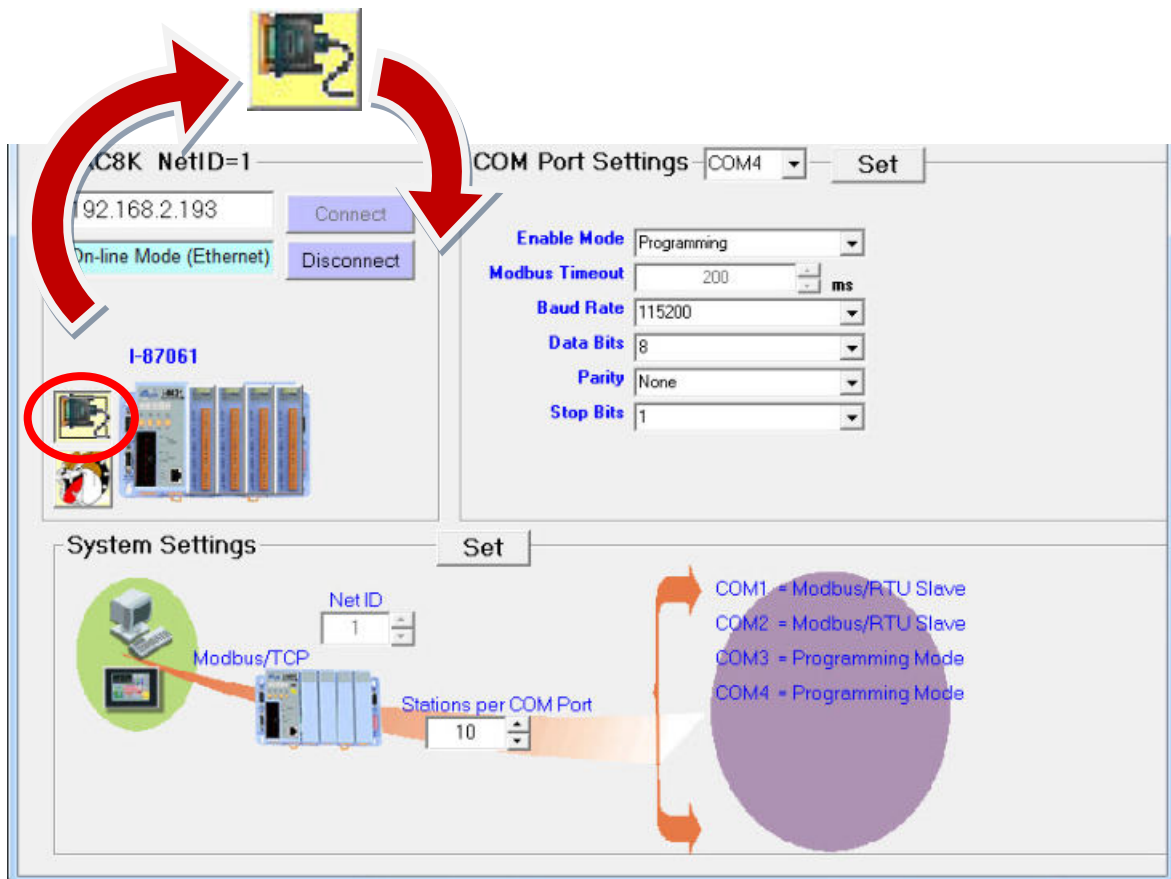 AC8K NetID=1
192.168.2.193
Connect
On-line Mode (Ethernet)
Disconnect
I-87061
COM Port Settings COM4 Set
Enable Mode Programming
Modbus Timeout 200 ms
Baud Rate 115200
Data Bits 8
Parity None
Stop Bits 1
System Settings Set
Net ID
1
Modbus/TCP
Stations per COM Port
10
COM1 = Modbus/RTU Slave
COM2 = Modbus/RTU Slave
COM3 = Programming Mode
COM4 = Programming Mode